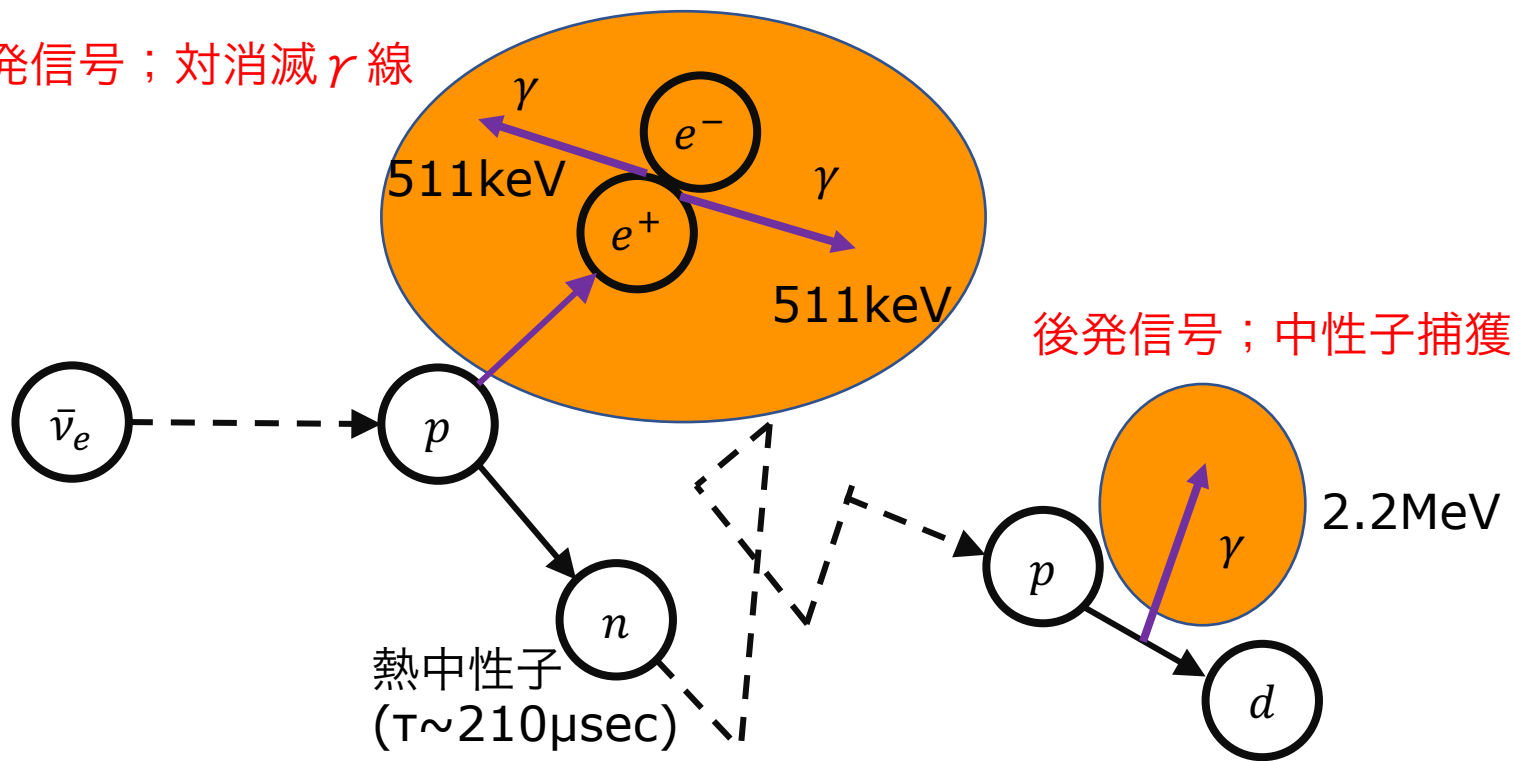 発信号；対消滅γ線
γ
e⁻
511keV
γ
e⁺
511keV
後発信号；中性子捕獲
ν̄ₑ
p
2.2MeV
γ
p
n
熱中性子
(τ~210μsec)
d